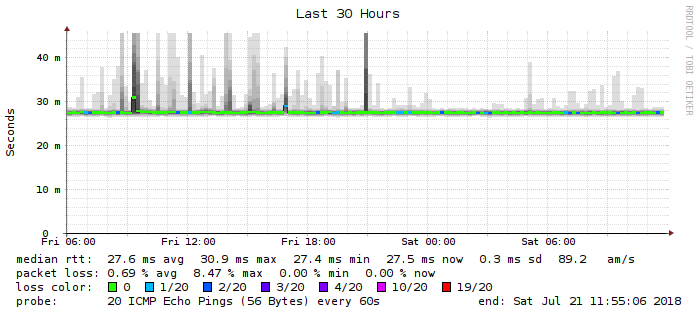 Last 30 Hours
RRDTOOL / TOBI OETIKER
Seconds
40 m
30 m
20 m
10 m
0
Fri 06:00 Fri 12:00 Fri 18:00 Sat 00:00 Sat 06:00
median rtt: 27.6 ms avg 30.9 ms max 27.4 ms min 27.5 ms now 0.3 ms sd 89.2 am/s
packet loss: 0.69 % avg 8.47 % max 0.00 % min 0.00 % now
loss color: 0 1/20 2/20 3/20 4/20 10/20 19/20
probe: 20 ICMP Echo Pings (56 Bytes) every 60s end: Sat Jul 21 11:55:06 2018